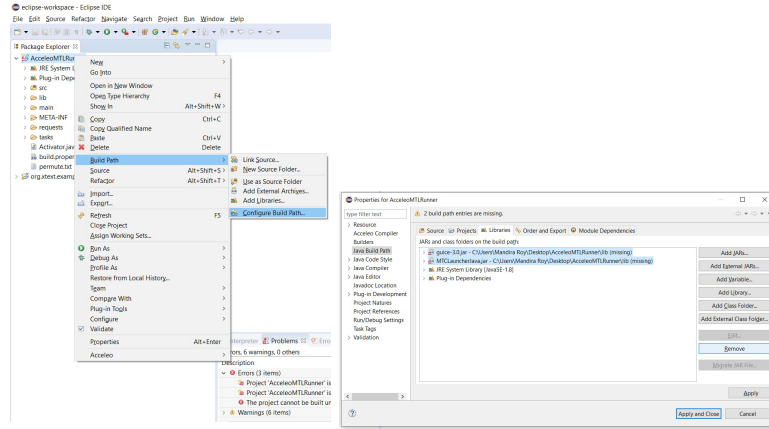 eclipse-workspace - Eclipse IDE
File Edit Source Refactor Navigate Search Project Run Window Help
Package Explorer
AcceleoMTLRun
JRE System L
Plug-in Depe
src
lib
main
META-INF
requests
tasks
Activator.jav
build.proper
permute.txt
org.xtext.examp
New
Go Into
Open in New Window
Open Type Hierarchy F4
Show In Alt+Shift+W
Copy Ctrl+C
Copy Qualified Name
Paste Ctrl+V
Delete Delete
Build Path
Source Alt+Shift+S
Refactor Alt+Shift+T
Import...
Export...
Refresh F5
Close Project
Assign Working Sets...
Run As
Debug As
Profile As
Restore from Local History...
Team
Compare With
Plug-in Tools
Configure
Validate
Properties Alt+Enter
Acceleo
Link Source...
New Source Folder...
Use as Source Folder
Add External Archives...
Add Libraries...
Configure Build Path...
nterpreter Problems Erro
rors, 6 warnings, 0 others
Description
Errors (3 items)
Project 'AcceleoMTLRunner' is
Project 'AcceleoMTLRunner' is
The project cannot be built un
Warnings (6 items)
Properties for AcceleoMTLRunner
type filter text
2 build path entries are missing.
Resource
Acceleo Compiler
Builders
Java Build Path
Java Code Style
Java Compiler
Java Editor
Javadoc Location
Plug-in Development
Project Natures
Project References
Run/Debug Settings
Task Tags
Validation
Source Projects Libraries Order and Export Module Dependencies
JARs and class folders on the build path:
guice-3.0.jar - C:\Users\Mandira Roy\Desktop\AcceleoMTLRunner\lib (missing)
MTCLauncherJava.jar - C:\Users\Mandira Roy\Desktop\AcceleoMTLRunner\lib (missing)
JRE System Library [JavaSE-1.8]
Plug-in Dependencies
Add JARs...
Add External JARs...
Add Variable...
Add Library...
Add Class Folder...
Add External Class Folder...
Edit...
Remove
Migrate JAR File...
Apply
Apply and Close Cancel